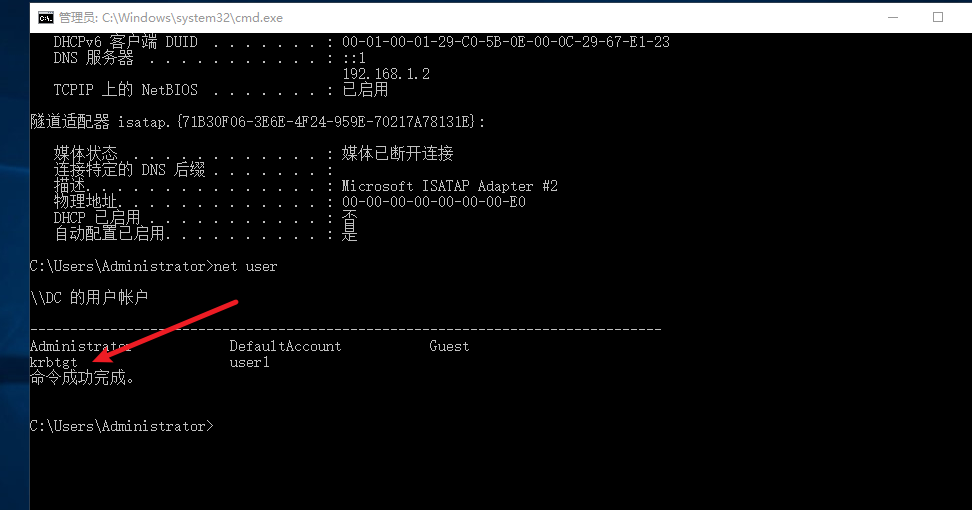 管理员: C:\Windows\system32\cmd.exe
DHCPv6 客户端 DUID . . . . . . . : 00-01-00-01-29-C0-5B-0E-00-0C-29-67-E1-23
DNS 服务器 . . . . . . . . . . . : ::1
192.168.1.2
TCPIP 上的 NetBIOS . . . . . . . : 已启用
隧道适配器 isatap.{71B30F06-3E6E-4F24-959E-70217A78131E}:
媒体状态 . . . . . . . . . . . . : 媒体已断开连接
连接特定的 DNS 后缀 . . . . . . . :
描述. . . . . . . . . . . . . . . : Microsoft ISATAP Adapter #2
物理地址. . . . . . . . . . . . . : 00-00-00-00-00-00-00-E0
DHCP 已启用 . . . . . . . . . . . : 否
自动配置已启用. . . . . . . . . . : 是
C:\Users\Administrator>net user
\\DC 的用户帐户
-------------------------------------------------------------------------------
Administrator DefaultAccount Guest
krbtgt user1
命令成功完成。
C:\Users\Administrator>